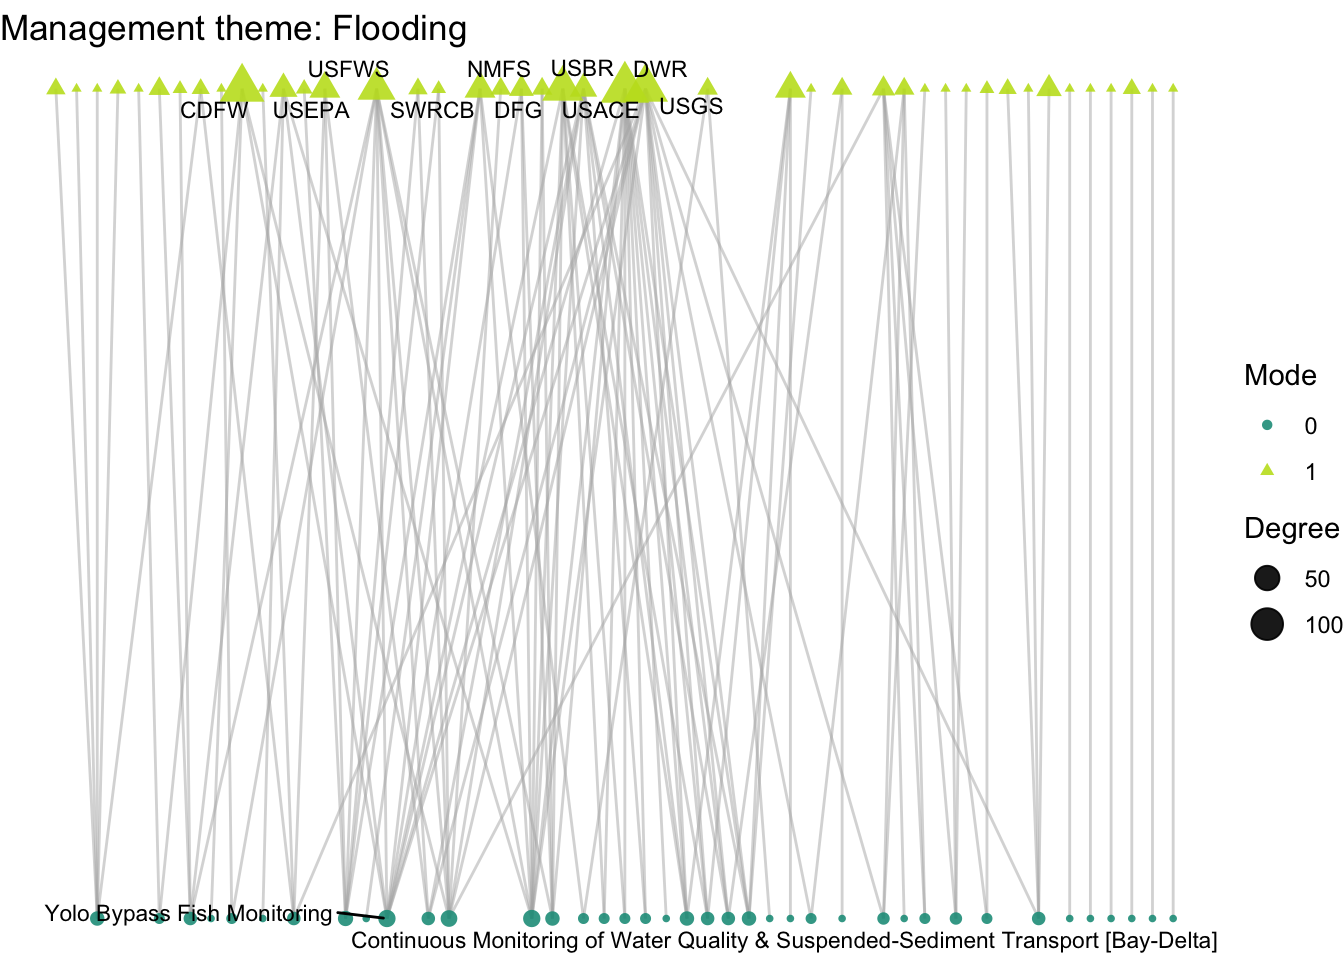 Management theme: Flooding
USFWS NMFS USBR DWR
CDFW USEPA SWRCB DFG USACE USGS
Mode
0
1
Degree
50
100
Yolo Bypass Fish Monitoring
Continuous Monitoring of Water Quality & Suspended-Sediment Transport [Bay-Delta]